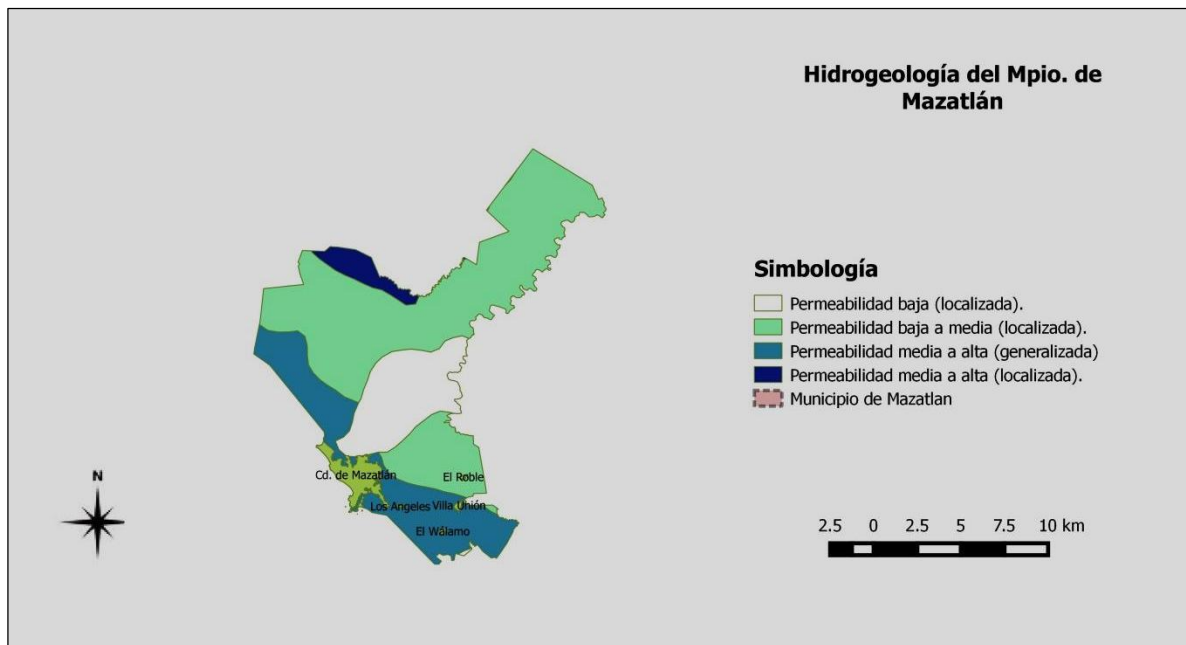 Hidrogeología del Mpio. de
Mazatlán
Simbología
Permeabilidad baja (localizada).
Permeabilidad baja a media (localizada).
Permeabilidad media a alta (generalizada)
Permeabilidad media a alta (localizada).
Municipio de Mazatlan
Cd. de Mazatlán
El Roble
Los Angeles
Villa Unión
El Wálamo
N
2.5 0 2.5 5 7.5 10 km